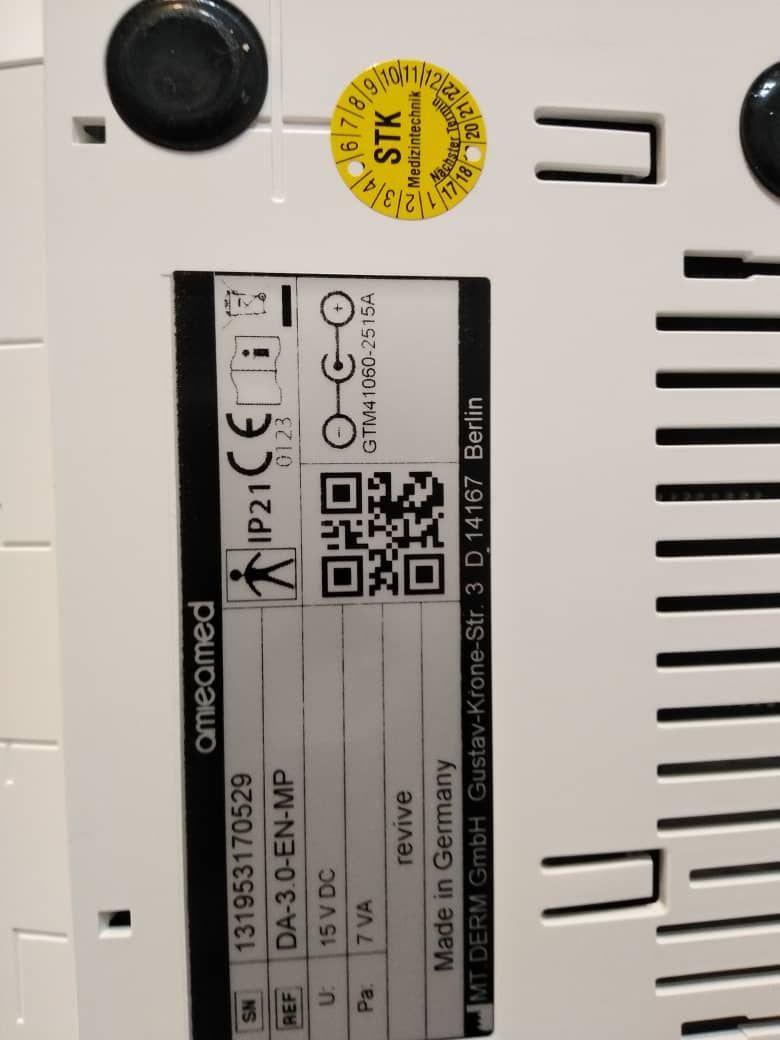 amieamed
SN 131953170529
REF DA-3.0-EN-MP
U: 15 V DC
Pa: 7 VA
revive
Made in Germany
IP21 CE
0123
GTM41060-2515A
MT.DERM GmbH Gustav-Krone-Str. 3 D 14167 Berlin
STK
Medizintechnik
Nächster Termin
1 2 3 4 6 7 8 9 10 11 12
17 18 20 21 22